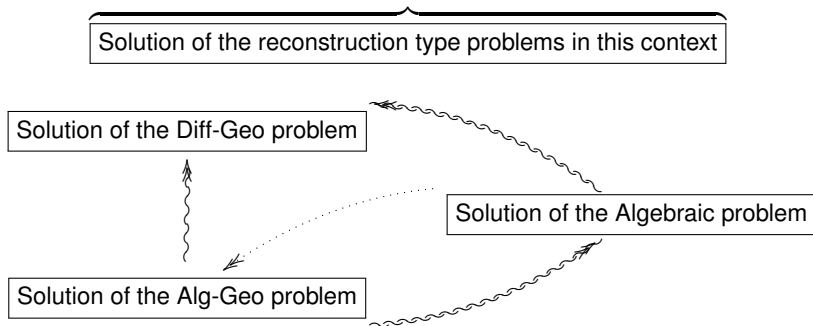 Solution of the reconstruction type problems in this context
Solution of the Diff-Geo problem
Solution of the Algebraic problem
Solution of the Alg-Geo problem